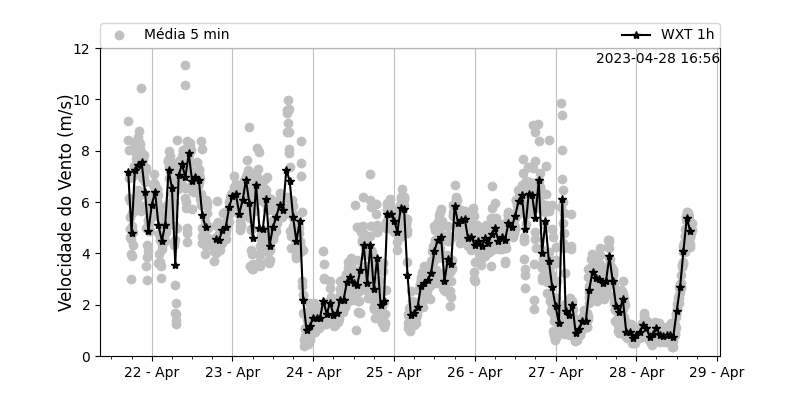 Média 5 min
WXT 1h
2023-04-28 16:56
Velocidade do Vento (m/s)
12
10
8
6
4
2
0
22 - Apr
23 - Apr
24 - Apr
25 - Apr
26 - Apr
27 - Apr
28 - Apr
29 - Apr